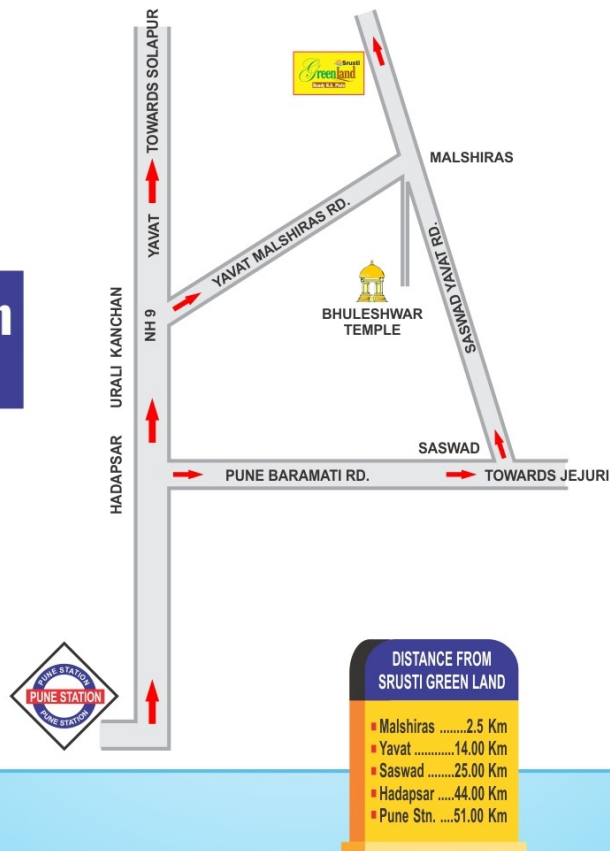 TOWARDS SOLAPUR
Srusti
Greenland
Ready N.A. Plots
MALSHIRAS
YAVAT
YAVAT MALSHIRAS RD.
SASWAD YAVAT RD.
BHULESHWAR
TEMPLE
n
NH 9
URALI KANCHAN
HADAPSAR
SASWAD
PUNE BARAMATI RD.
TOWARDS JEJURI
PUNE STATION
PUNE STATION
PUNE STATION
DISTANCE FROM
SRUSTI GREEN LAND
Malshiras ........2.5 Km
Yavat ............14.00 Km
Saswad ........25.00 Km
Hadapsar .....44.00 Km
Pune Stn. ....51.00 Km